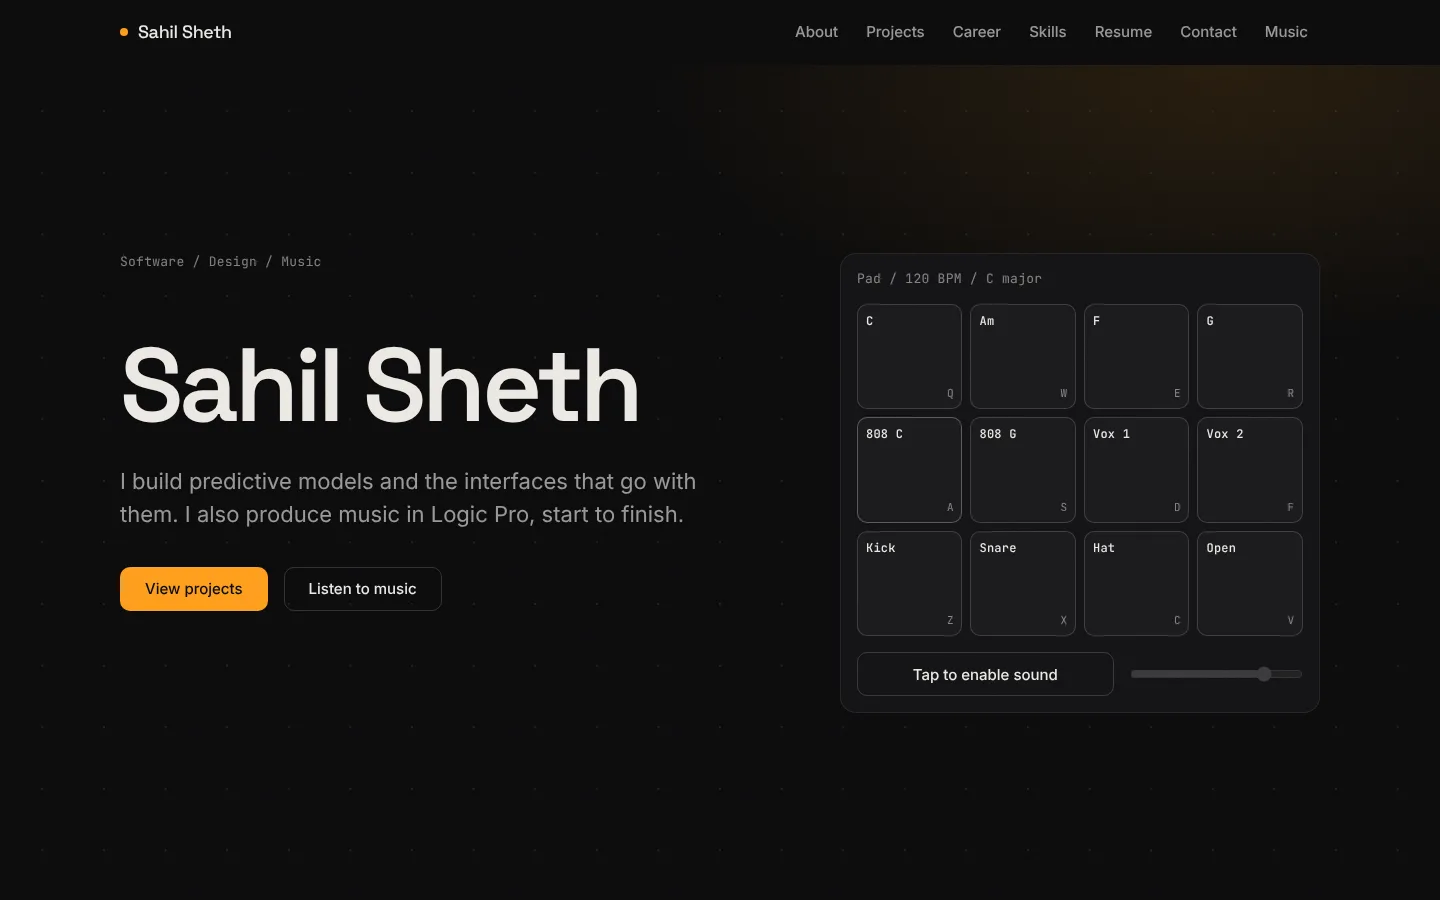 Sahil Sheth
About Projects Career Skills Resume Contact Music
Software / Design / Music
Sahil Sheth
I build predictive models and the interfaces that go with
them. I also produce music in Logic Pro, start to finish.
View projects Listen to music
Pad / 120 BPM / C major
C Am F G
Q W E R
808 C 808 G Vox 1 Vox 2
A S D F
Kick Snare Hat Open
Z X C V
Tap to enable sound